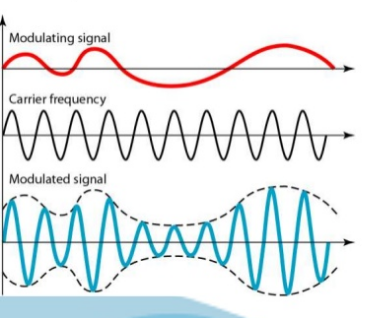 Modulating signal
Carrier frequency
Modulated signal